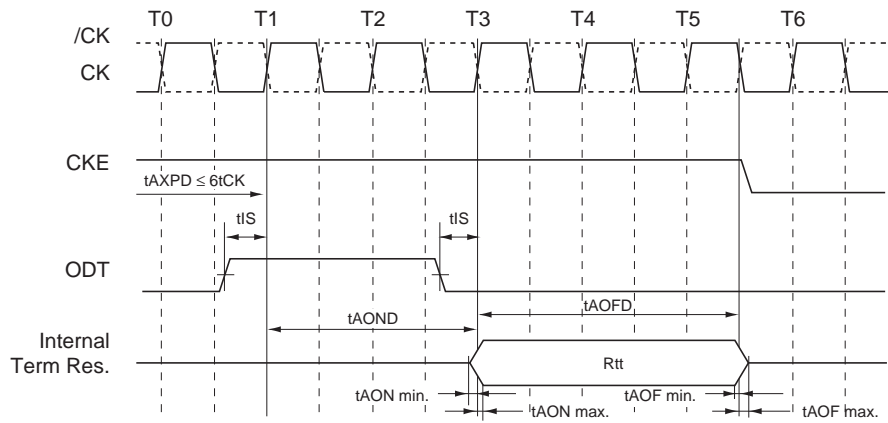 T0 T1 T2 T3 T4 T5 T6
/CK
CK
CKE
tAXPD ≤ 6tCK
tIS tIS
ODT
tAOND tAOFD
Internal
Term Res.
Rtt
tAON min. tAOF min.
tAON max. tAOF max.